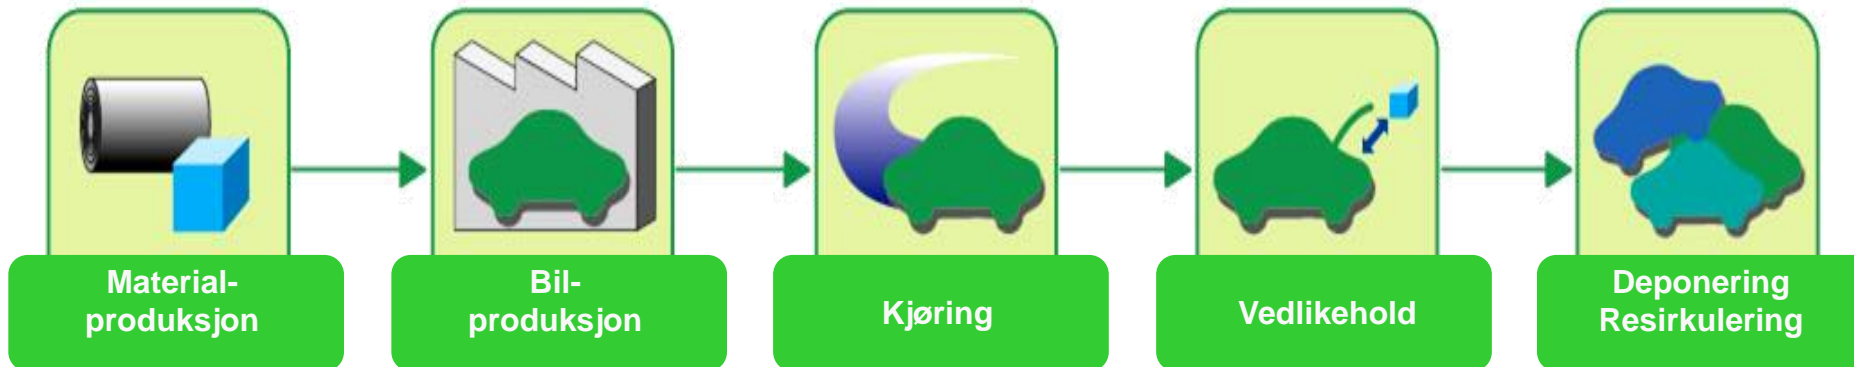 Material-
produksjon
Bil-
produksjon
Kjøring
Vedlikehold
Deponering
Resirkulering